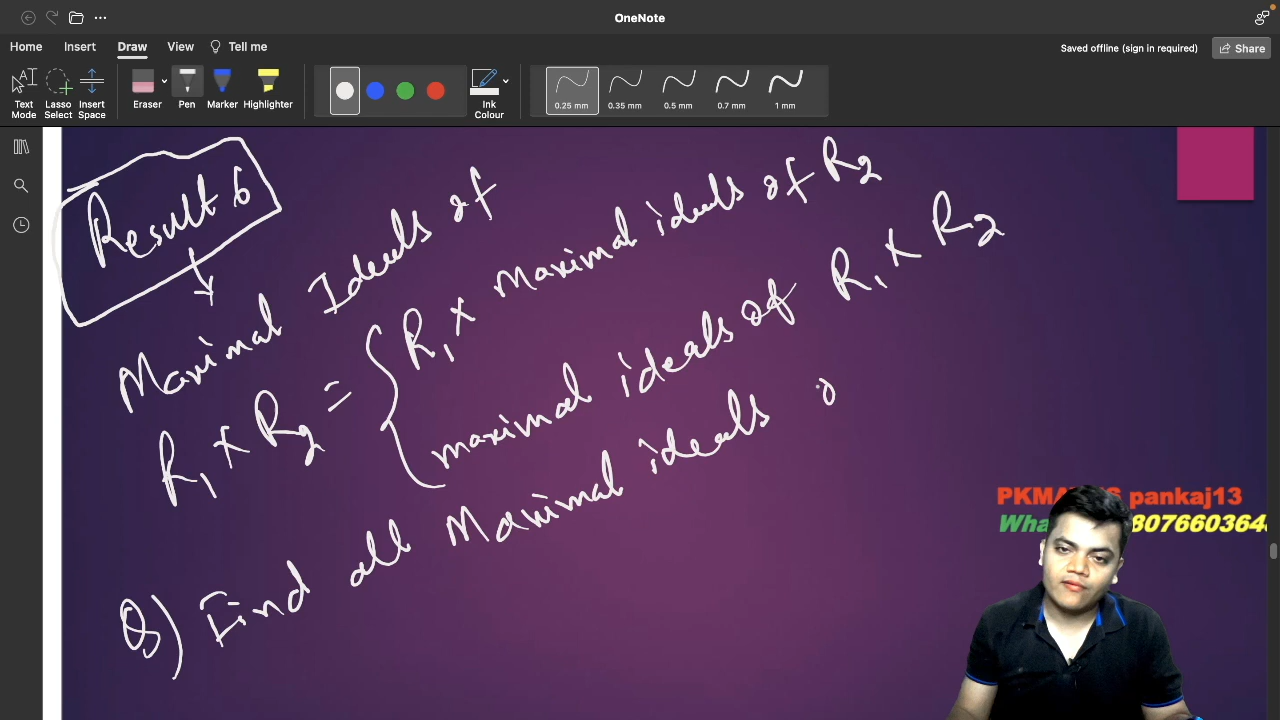 OneNote
Home Insert Draw View Tell me
Saved offline (sign in required) Share
Text Mode Lasso Select Insert Space Eraser Pen Marker Highlighter Ink Colour 0.25 mm 0.35 mm 0.5 mm 0.7 mm 1 mm
Result 6
Maximal Ideals of
R1 × R2 = { R1 × Maximal ideals of R2
maximal ideals of R1 × R2
Q) Find all Maximal ideals
pankaj13
8076603648